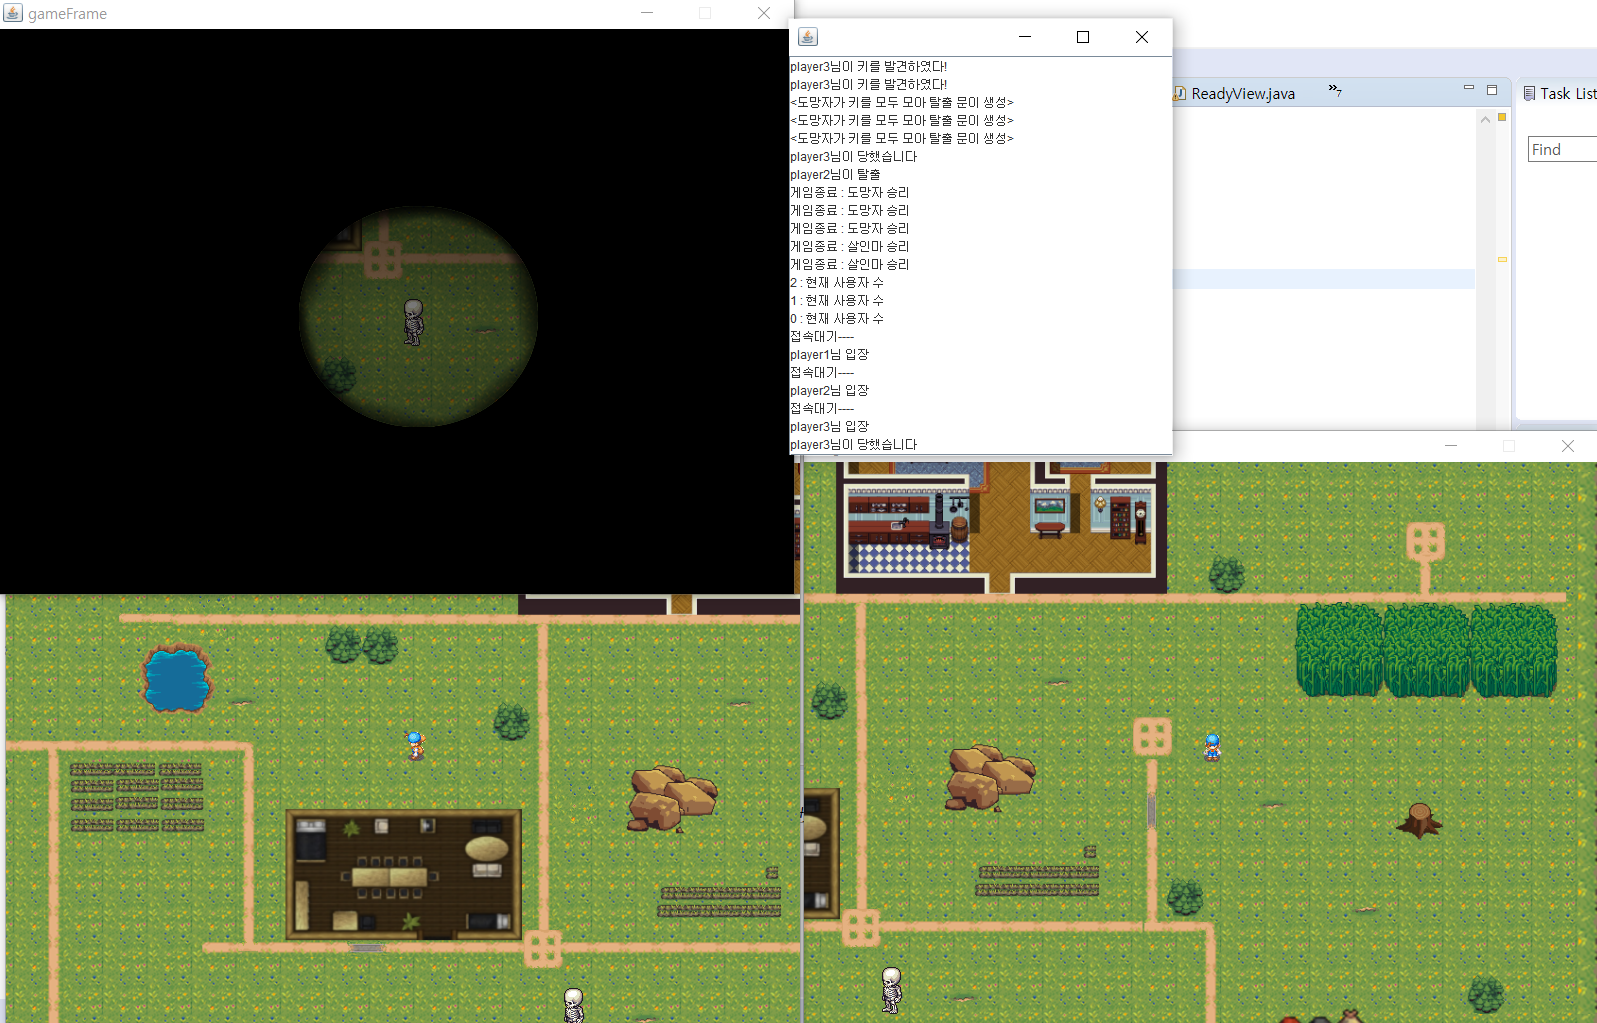 gameFrame
player3님이 키를 발견하였다!
player3님이 키를 발견하였다!
<도망자가 키를 모두 모아 탈출 문이 생성>
<도망자가 키를 모두 모아 탈출 문이 생성>
<도망자가 키를 모두 모아 탈출 문이 생성>
player3님이 당했습니다
player2님이 탈출
게임종료 : 도망자 승리
게임종료 : 도망자 승리
게임종료 : 도망자 승리
게임종료 : 살인마 승리
게임종료 : 살인마 승리
2 : 현재 사용자 수
1 : 현재 사용자 수
0 : 현재 사용자 수
접속대기----
player1님 입장
접속대기----
player2님 입장
접속대기----
player3님 입장
player3님이 당했습니다
ReadyView.java
»7
Task List
Find